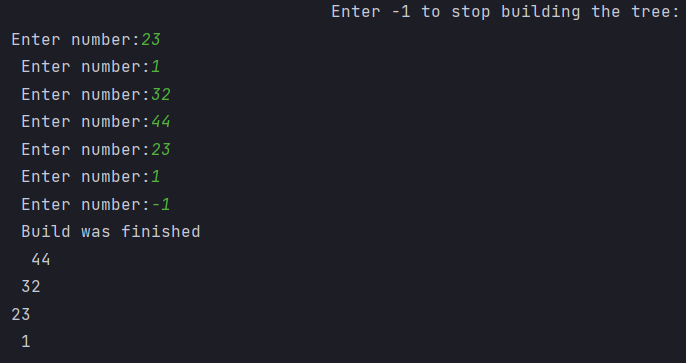 Enter -1 to stop building the tree:
Enter number:23
Enter number:1
Enter number:32
Enter number:44
Enter number:23
Enter number:1
Enter number:-1
Build was finished
44
32
23
1